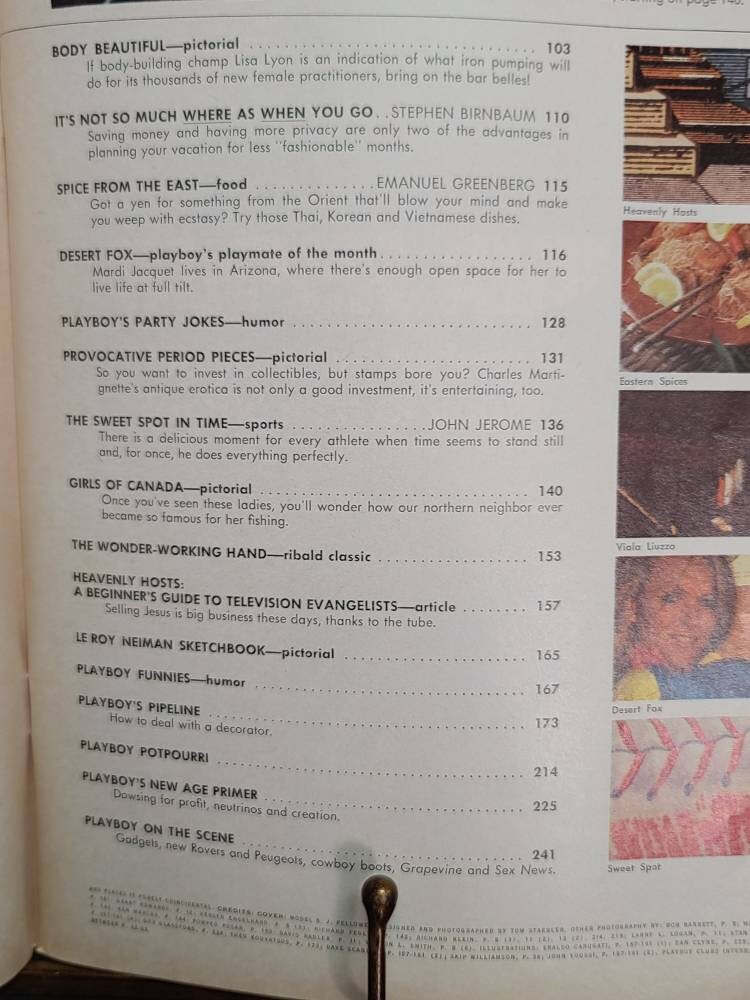 BODY BEAUTIFUL—pictorial . . . . . . . . . . . . . . . . . . . . . . . . . . . . . . . 103
If body-building champ Lisa Lyon is an indication of what iron pumping will
do for its thousands of new female practitioners, bring on the bar belles!
IT'S NOT SO MUCH WHERE AS WHEN YOU GO . . STEPHEN BIRNBAUM 110
Saving money and having more privacy are only two of the advantages in
planning your vacation for less "fashionable" months.
SPICE FROM THE EAST—food . . . . . . . . . . . . . . EMANUEL GREENBERG 115
Got a yen for something from the Orient that'll blow your mind and make
you weep with ecstasy? Try those Thai, Korean and Vietnamese dishes.
DESERT FOX—playboy's playmate of the month . . . . . . . . . . . . . . . . . . 116
Mardi Jacquet lives in Arizona, where there's enough open space for her to
live life at full tilt.
PLAYBOY'S PARTY JOKES—humor . . . . . . . . . . . . . . . . . . . . . . . . . . . 128
PROVOCATIVE PERIOD PIECES—pictorial . . . . . . . . . . . . . . . . . . . . . . 131
So you want to invest in collectibles, but stamps bore you? Charles Marti-
gnette's antique erotica is not only a good investment, it's entertaining, too.
THE SWEET SPOT IN TIME—sports . . . . . . . . . . . . . . . . JOHN JEROME 136
There is a delicious moment for every athlete when time seems to stand still
and, for once, he does everything perfectly.
GIRLS OF CANADA—pictorial . . . . . . . . . . . . . . . . . . . . . . . . . . . . . . 140
Once you've seen these ladies, you'll wonder how our northern neighbor ever
became so famous for her fishing.
THE WONDER-WORKING HAND—ribald classic . . . . . . . . . . . . . . . . . 153
HEAVENLY HOSTS:
A BEGINNER'S GUIDE TO TELEVISION EVANGELISTS—article . . . . . . . . 157
Selling Jesus is big business these days, thanks to the tube.
LE ROY NEIMAN SKETCHBOOK—pictorial . . . . . . . . . . . . . . . . . . . . 165
PLAYBOY FUNNIES—humor . . . . . . . . . . . . . . . . . . . . . . . . . . . . . . 167
PLAYBOY'S PIPELINE . . . . . . . . . . . . . . . . . . . . . . . . . . . . . . . . . . . 173
How to deal with a decorator.
PLAYBOY POTPOURRI . . . . . . . . . . . . . . . . . . . . . . . . . . . . . . . . . . 214
PLAYBOY'S NEW AGE PRIMER . . . . . . . . . . . . . . . . . . . . . . . . . . . . 225
Dowsing for profit, neutrinos and creation.
PLAYBOY ON THE SCENE . . . . . . . . . . . . . . . . . . . . . . . . . . . . . . . 241
Gadgets, new Rovers and Peugeots, cowboy boots, Grapevine and Sex News.
Heavenly Hosts
Eastern Spices
Viola Liuzzo
Desert Fox
Sweet Spot